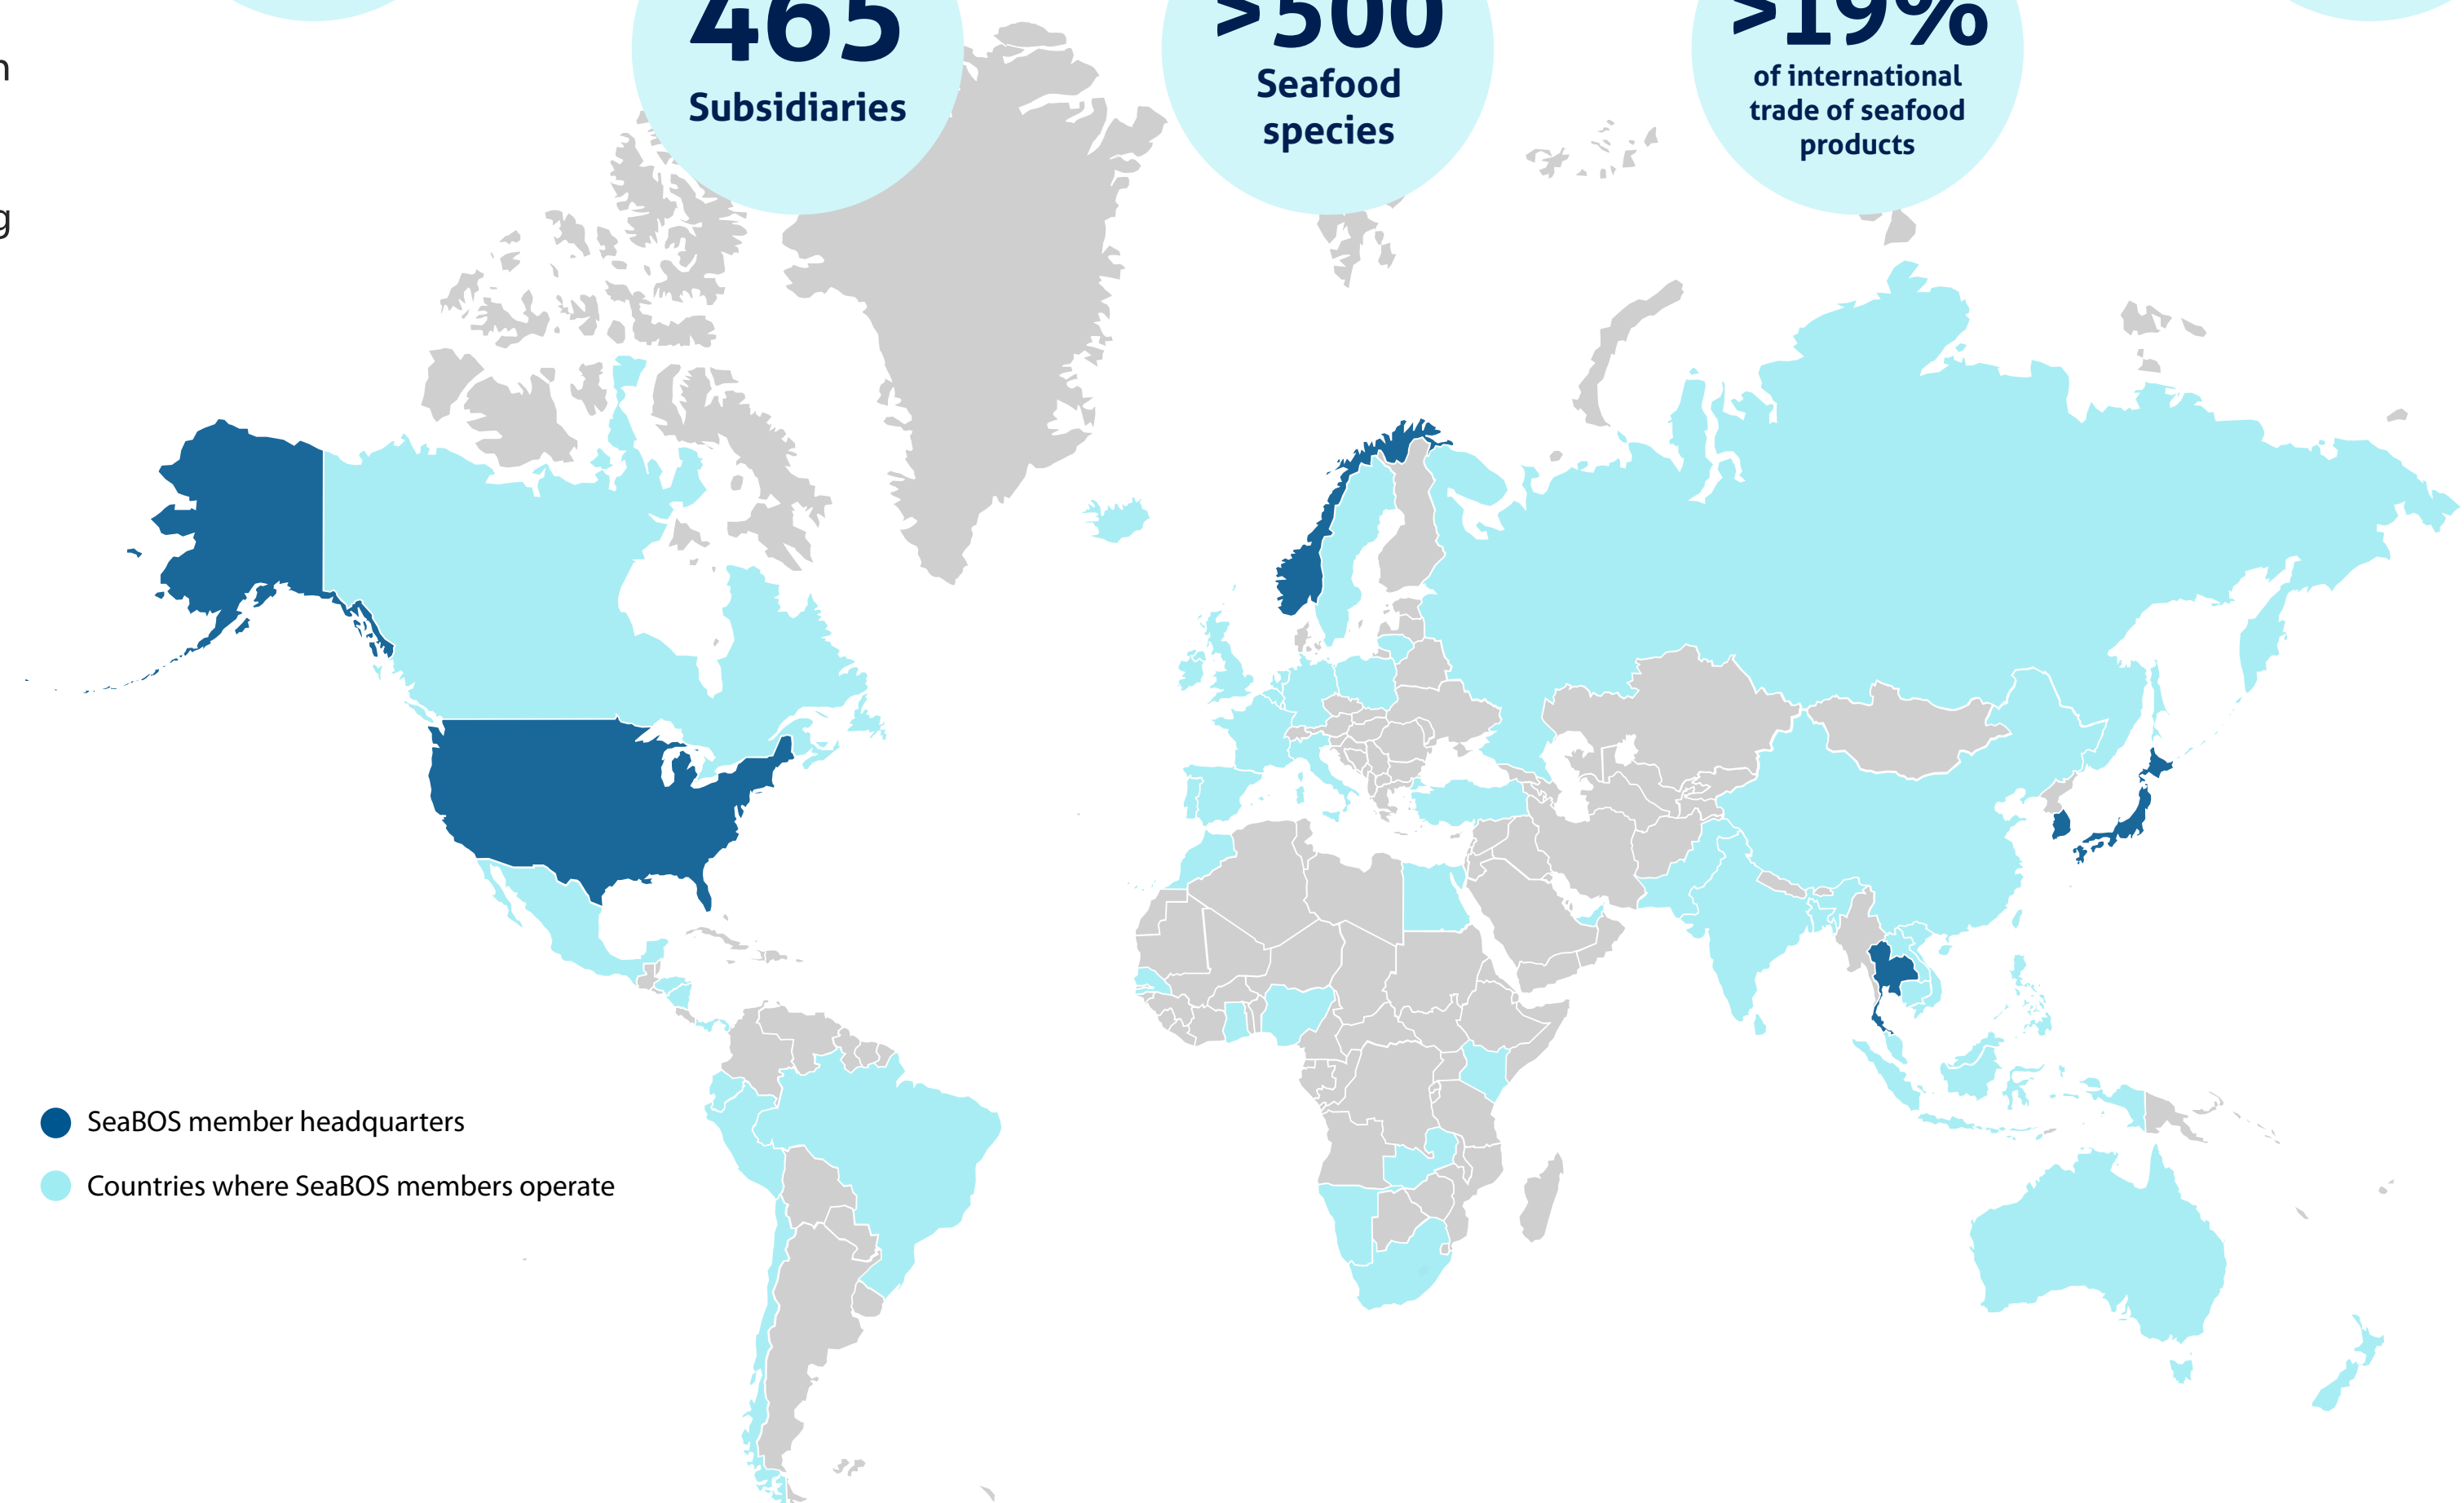 465
Subsidiaries
>500
Seafood
species
>19%
of international
trade of seafood
products
SeaBOS member headquarters
Countries where SeaBOS members operate